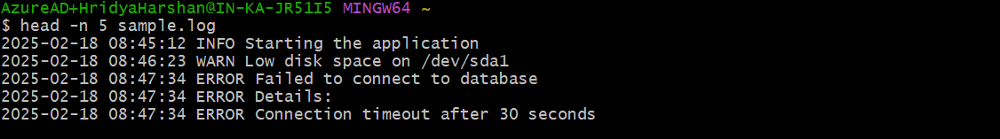 AzureAD+HridyaHarshan@IN-KA-JR51I5 MINGW64 ~
$ head -n 5 sample.log
2025-02-18 08:45:12 INFO Starting the application
2025-02-18 08:46:23 WARN Low disk space on /dev/sda1
2025-02-18 08:47:34 ERROR Failed to connect to database
2025-02-18 08:47:34 ERROR Details:
2025-02-18 08:47:34 ERROR Connection timeout after 30 seconds